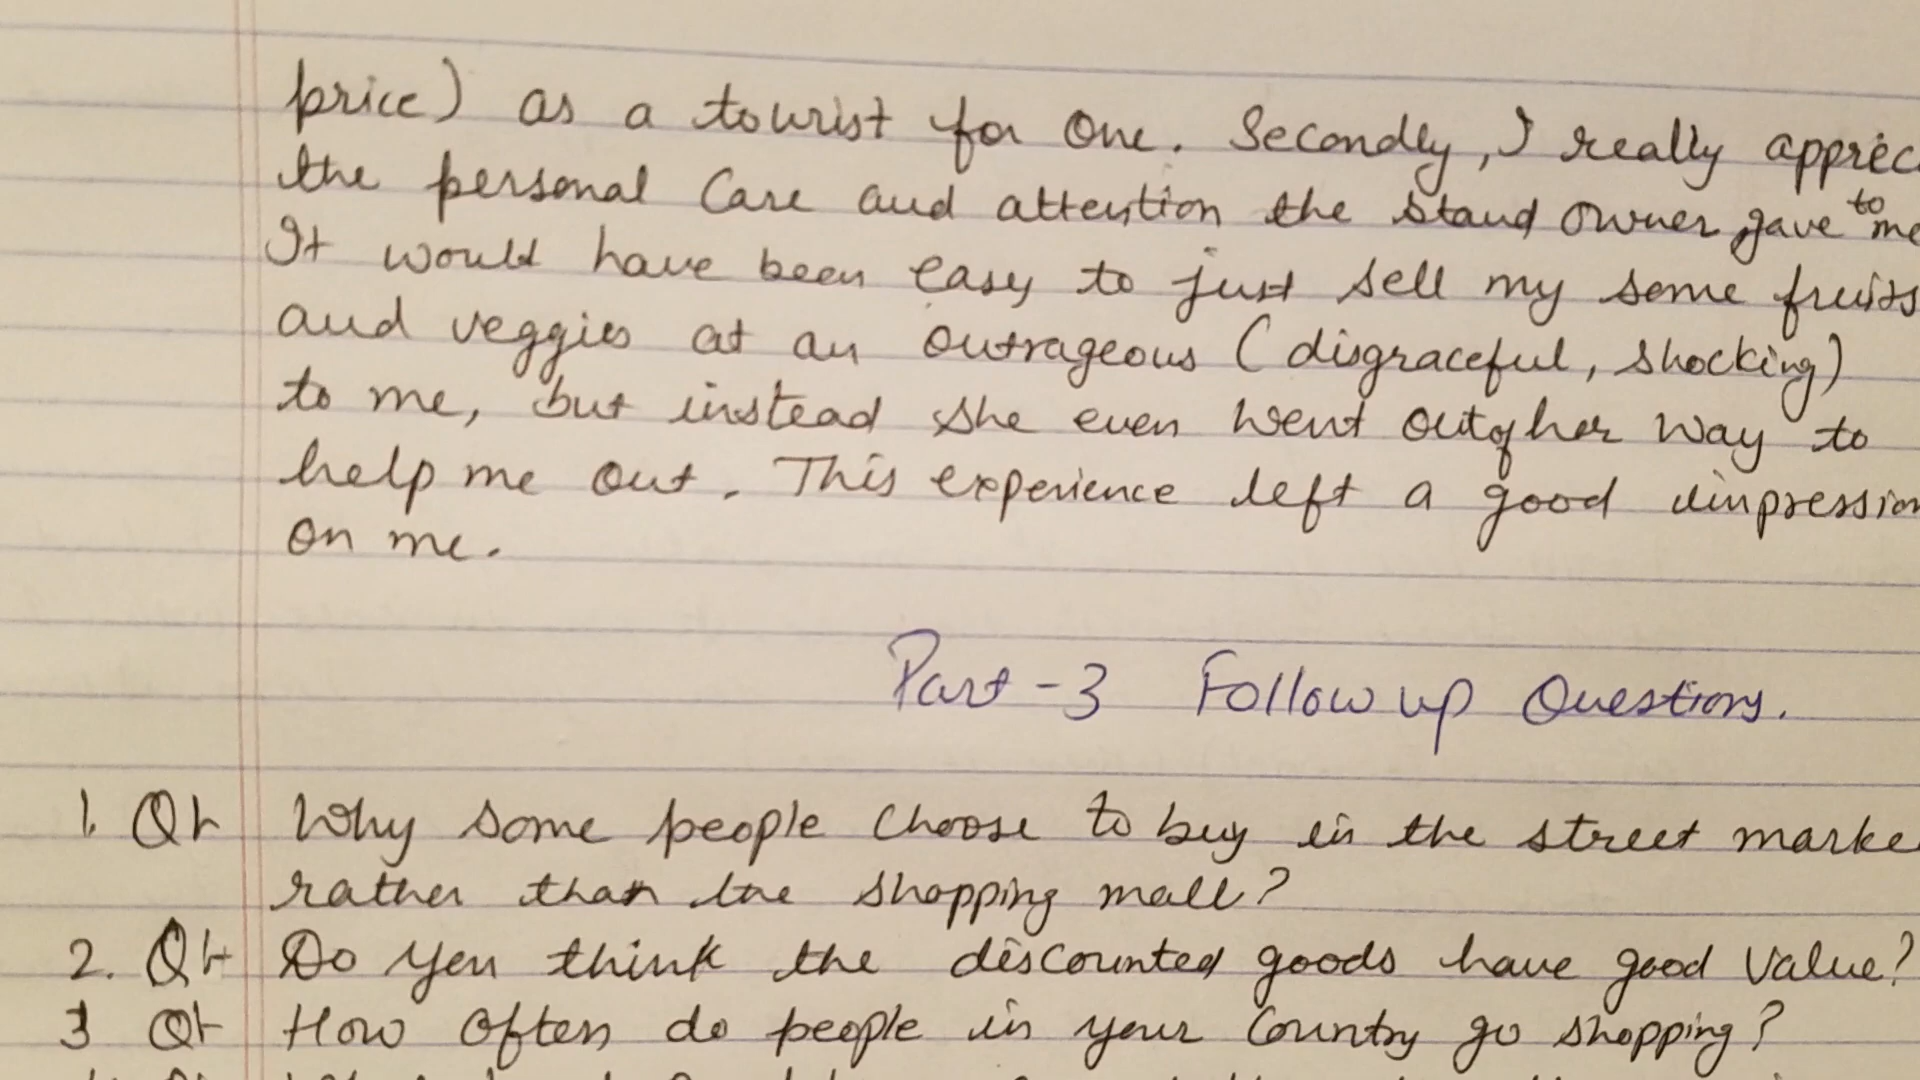 price) as a tourist for one. Secondly, I really apprec
the personal care and attention the stand owner gave to me
It would have been easy to just sell my some fruits
and veggies at an outrageous (disgraceful, shocking)
to me, but instead she even went out of her way to
help me out. This experience left a good impression
on me.
Part-3 Follow up Questions.
1. Q⊢ Why some people choose to buy in the street marke
rather than the shopping mall?
2. Q⊢ Do you think the discounted goods have good value?
3 Q⊢ How often do people in your country go shopping?